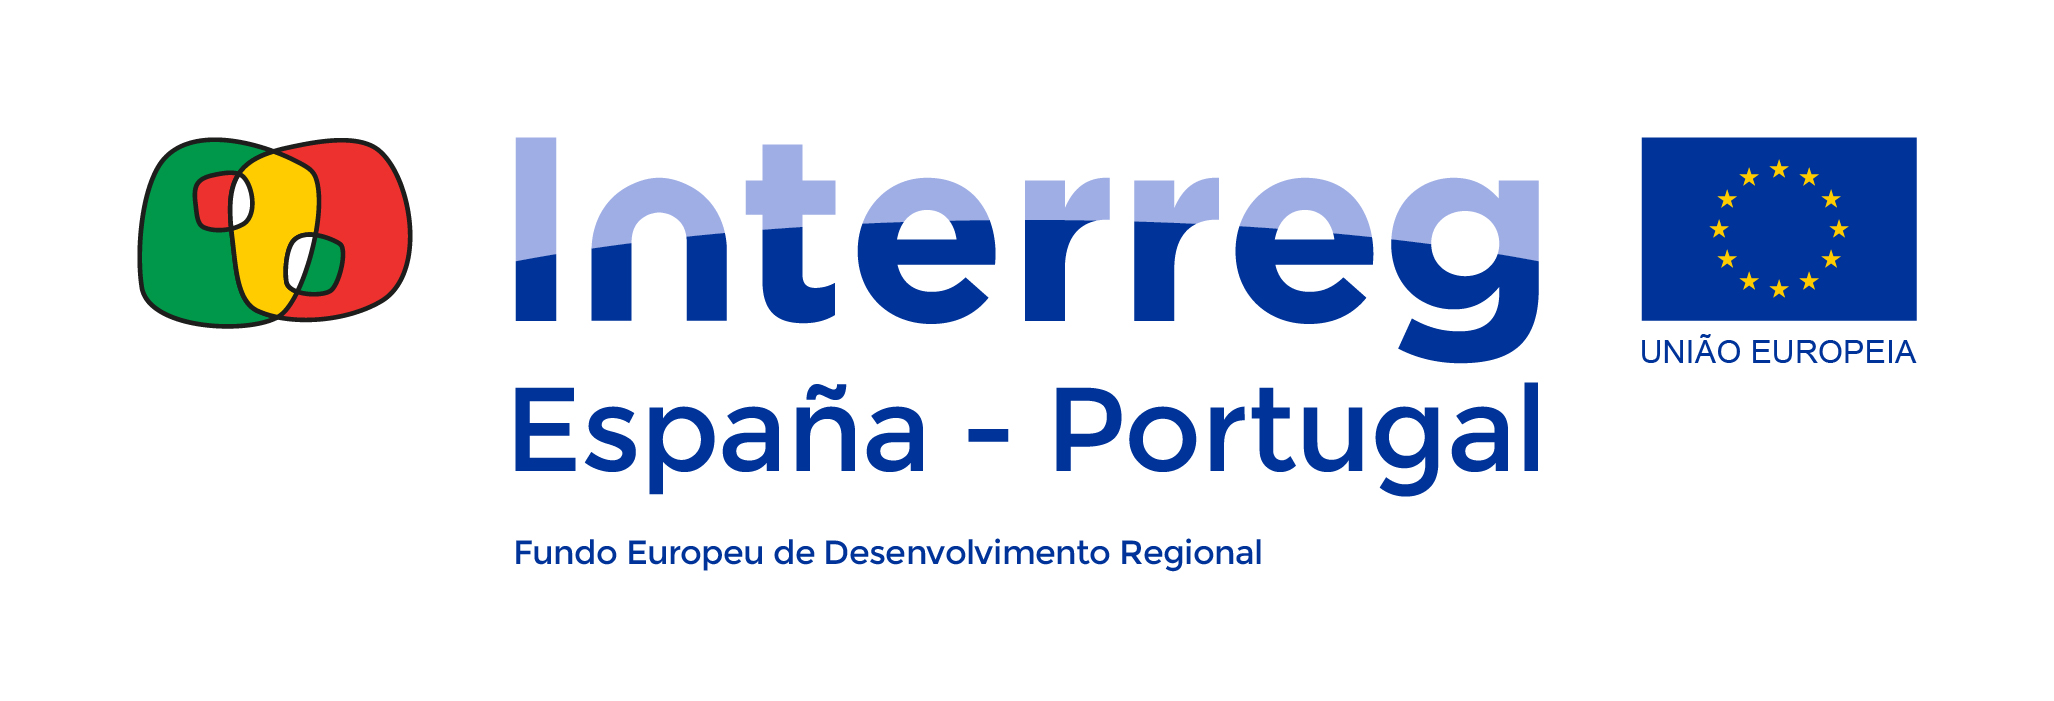 Interreg
España - Portugal
Fundo Europeu de Desenvolvimento Regional
UNIÃO EUROPEIA